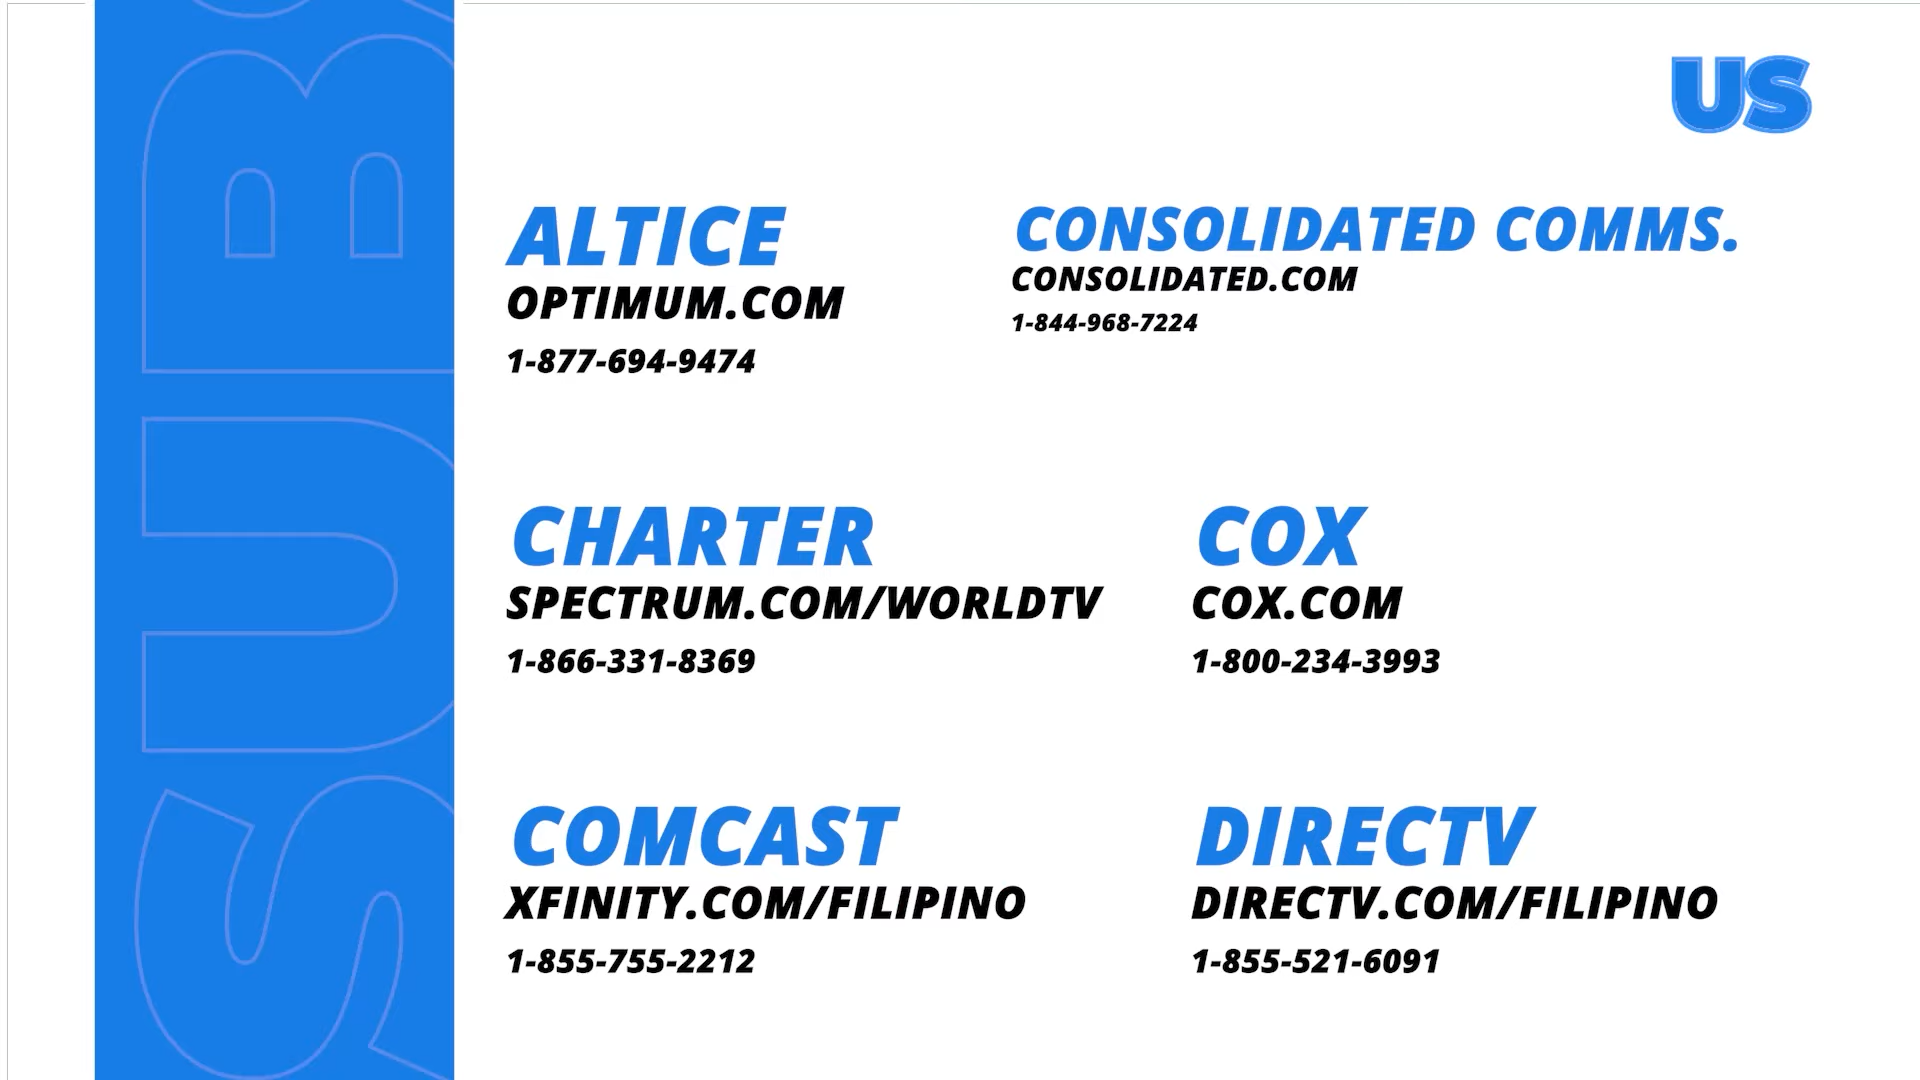 US
ALTICE
OPTIMUM.COM
1-877-694-9474
CONSOLIDATED COMMS.
CONSOLIDATED.COM
1-844-968-7224
CHARTER
SPECTRUM.COM/WORLDTV
1-866-331-8369
COX
COX.COM
1-800-234-3993
COMCAST
XFINITY.COM/FILIPINO
1-855-755-2212
DIRECTV
DIRECTV.COM/FILIPINO
1-855-521-6091
SUB